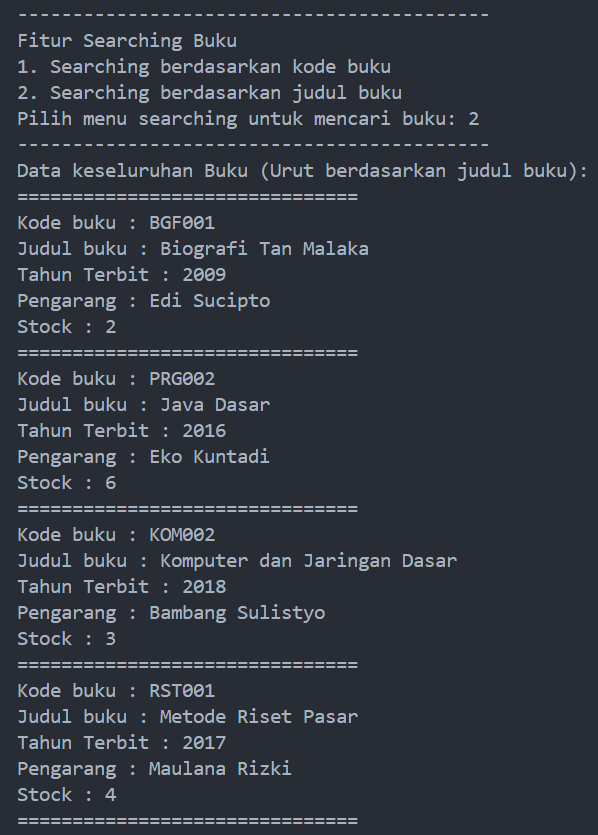 -------------------------------------------
Fitur Searching Buku
1. Searching berdasarkan kode buku
2. Searching berdasarkan judul buku
Pilih menu searching untuk mencari buku: 2
-------------------------------------------
Data keseluruhan Buku (Urut berdasarkan judul buku):
===============================
Kode buku : BGF001
Judul buku : Biografi Tan Malaka
Tahun Terbit : 2009
Pengarang : Edi Sucipto
Stock : 2
===============================
Kode buku : PRG002
Judul buku : Java Dasar
Tahun Terbit : 2016
Pengarang : Eko Kuntadi
Stock : 6
===============================
Kode buku : KOM002
Judul buku : Komputer dan Jaringan Dasar
Tahun Terbit : 2018
Pengarang : Bambang Sulistyo
Stock : 3
===============================
Kode buku : RST001
Judul buku : Metode Riset Pasar
Tahun Terbit : 2017
Pengarang : Maulana Rizki
Stock : 4
===============================